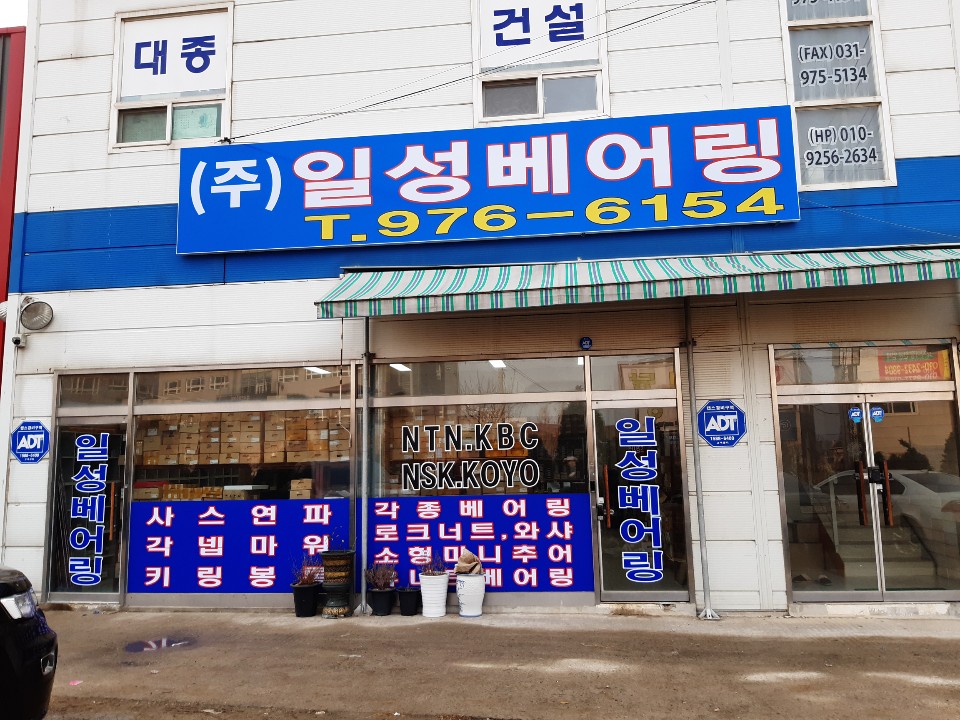 대종
건설
(FAX) 031-
975-5134
(HP) 010-
9256-2634
(주)일성베어링
T.976-6154
ADT
일성베어링
사스연파
각넵마원
키링봉
NTN.KBC
NSK.KOYO
각종베어링
로크너트,와샤
소형미니추어
베어링
일성베어링
ADT